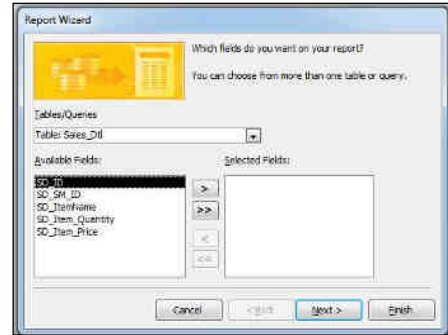 Report Wizard
Which fields do you want on your report?
You can choose from more than one table or query.
Tables/Queries
Table: Sales_Dtl
Available Fields:
Selected Fields:
SD_ID
SD_SM_ID
SD_ItemName
SD_Item_Quantity
SD_Item_Price
>
>>
<
<<
Cancel
< Back
Next >
Finish